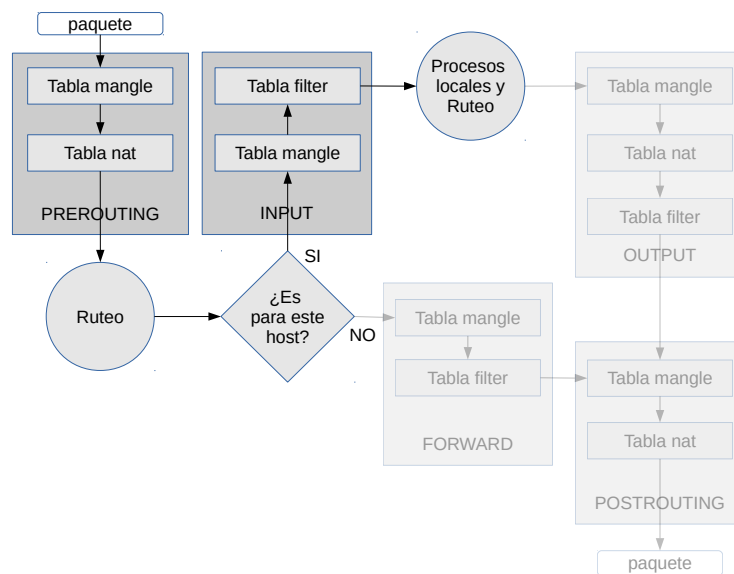 paquete
Tabla mangle
Tabla nat
PREROUTING
Ruteo
Tabla filter
Tabla mangle
INPUT
SI
¿Es
para este
host?
NO
Procesos
locales y
Ruteo
Tabla mangle
Tabla filter
FORWARD
Tabla mangle
Tabla nat
Tabla filter
OUTPUT
Tabla mangle
Tabla nat
POSTROUTING
paquete